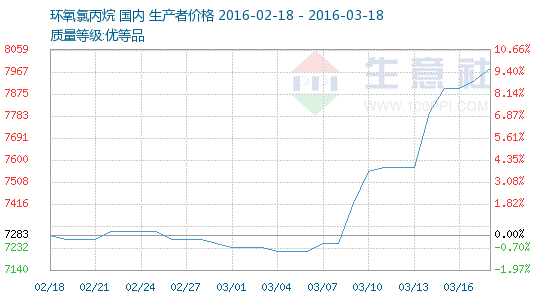 环氧氯丙烷 国内 生产者价格 2016-02-18 - 2016-03-18
质量等级:优等品
8059 10.66%
7967 9.40%
7875 8.14%
7783 6.87%
7691 5.61%
7600 4.35%
7508 3.08%
7416 1.82%
7283 0.00%
7232 -0.70%
7140 -1.97%
生意社
WWW.100PPI.COM
PPI
02/18 02/21 02/24 02/27 03/01 03/04 03/07 03/10 03/13 03/16